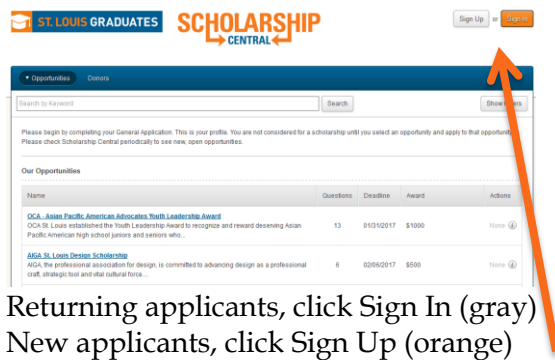 ST. LOUIS GRADUATES
SCHOLARSHIP
CENTRAL
Sign Up or Sign In
Opportunities Donors
Search by Keyword Search Show Filters
Please begin by completing your General Application. This is your profile. You are not considered for a scholarship until you select an opportunity and apply to that opportunity.
Please check Scholarship Central periodically to see new, open opportunities.
Our Opportunities
Name Questions Deadline Award Actions
OCA - Asian Pacific American Advocates Youth Leadership Award
OCA St. Louis established the Youth Leadership Award to recognize and reward deserving Asian 13 01/31/2017 $1000 None
Pacific American high school juniors and seniors who...
AIGA St. Louis Design Scholarship
AIGA, the professional association for design, is committed to advancing design as a professional 6 02/06/2017 $500 None
craft, strategic tool and vital cultural force...
Returning applicants, click Sign In (gray)
New applicants, click Sign Up (orange)